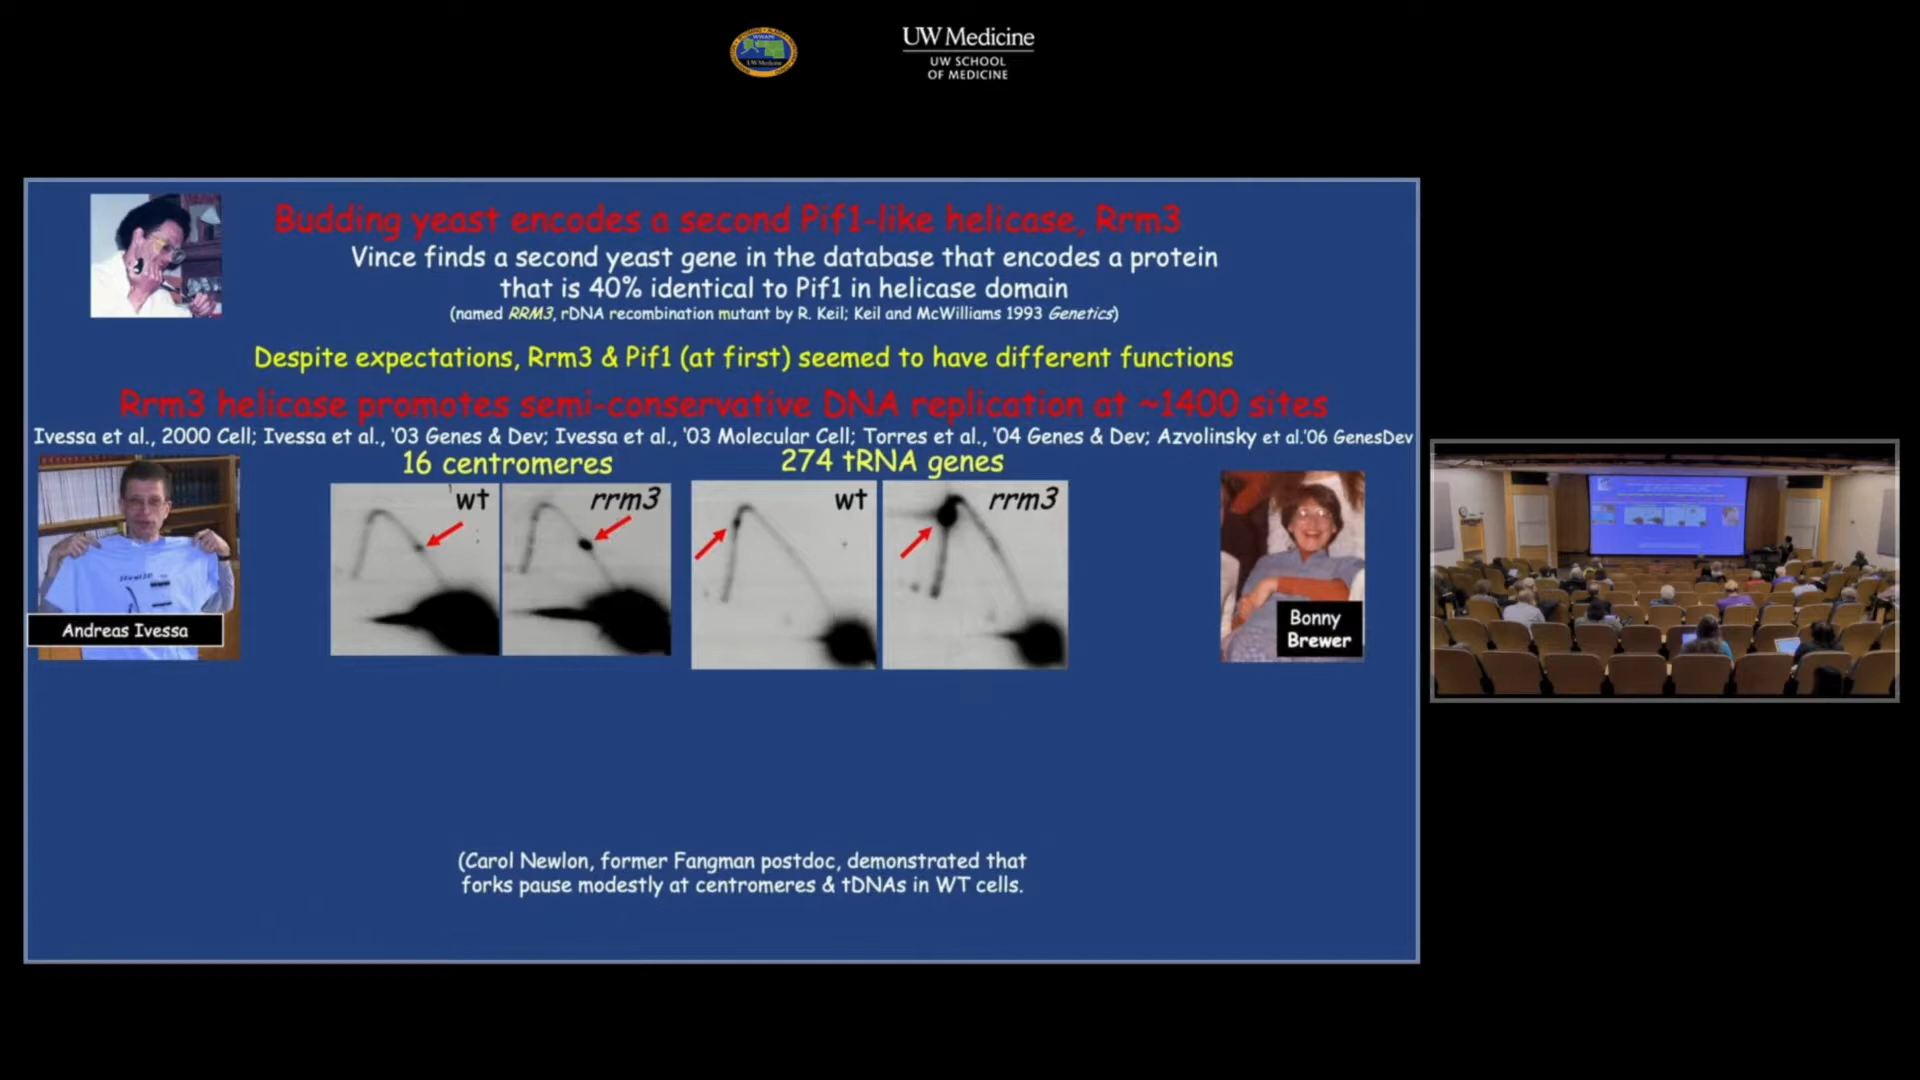 UW Medicine
UW SCHOOL
OF MEDICINE
UW Medicine
Budding yeast encodes a second Pif1-like helicase, Rrm3
Vince finds a second yeast gene in the database that encodes a protein
that is 40% identical to Pif1 in helicase domain
(named RRM3, rDNA recombination mutant by R. Keil; Keil and McWilliams 1993 Genetics)
Despite expectations, Rrm3 & Pif1 (at first) seemed to have different functions
Rrm3 helicase promotes semi-conservative DNA replication at ~1400 sites
Ivessa et al., 2000 Cell; Ivessa et al., '03 Genes & Dev; Ivessa et al., '03 Molecular Cell; Torres et al., '04 Genes & Dev; Azvolinsky et al.'06 GenesDev
16 centromeres
274 tRNA genes
wt
rrm3
wt
rrm3
Andreas Ivessa
Bonny
Brewer
(Carol Newlon, former Fangman postdoc, demonstrated that
forks pause modestly at centromeres & tDNAs in WT cells.